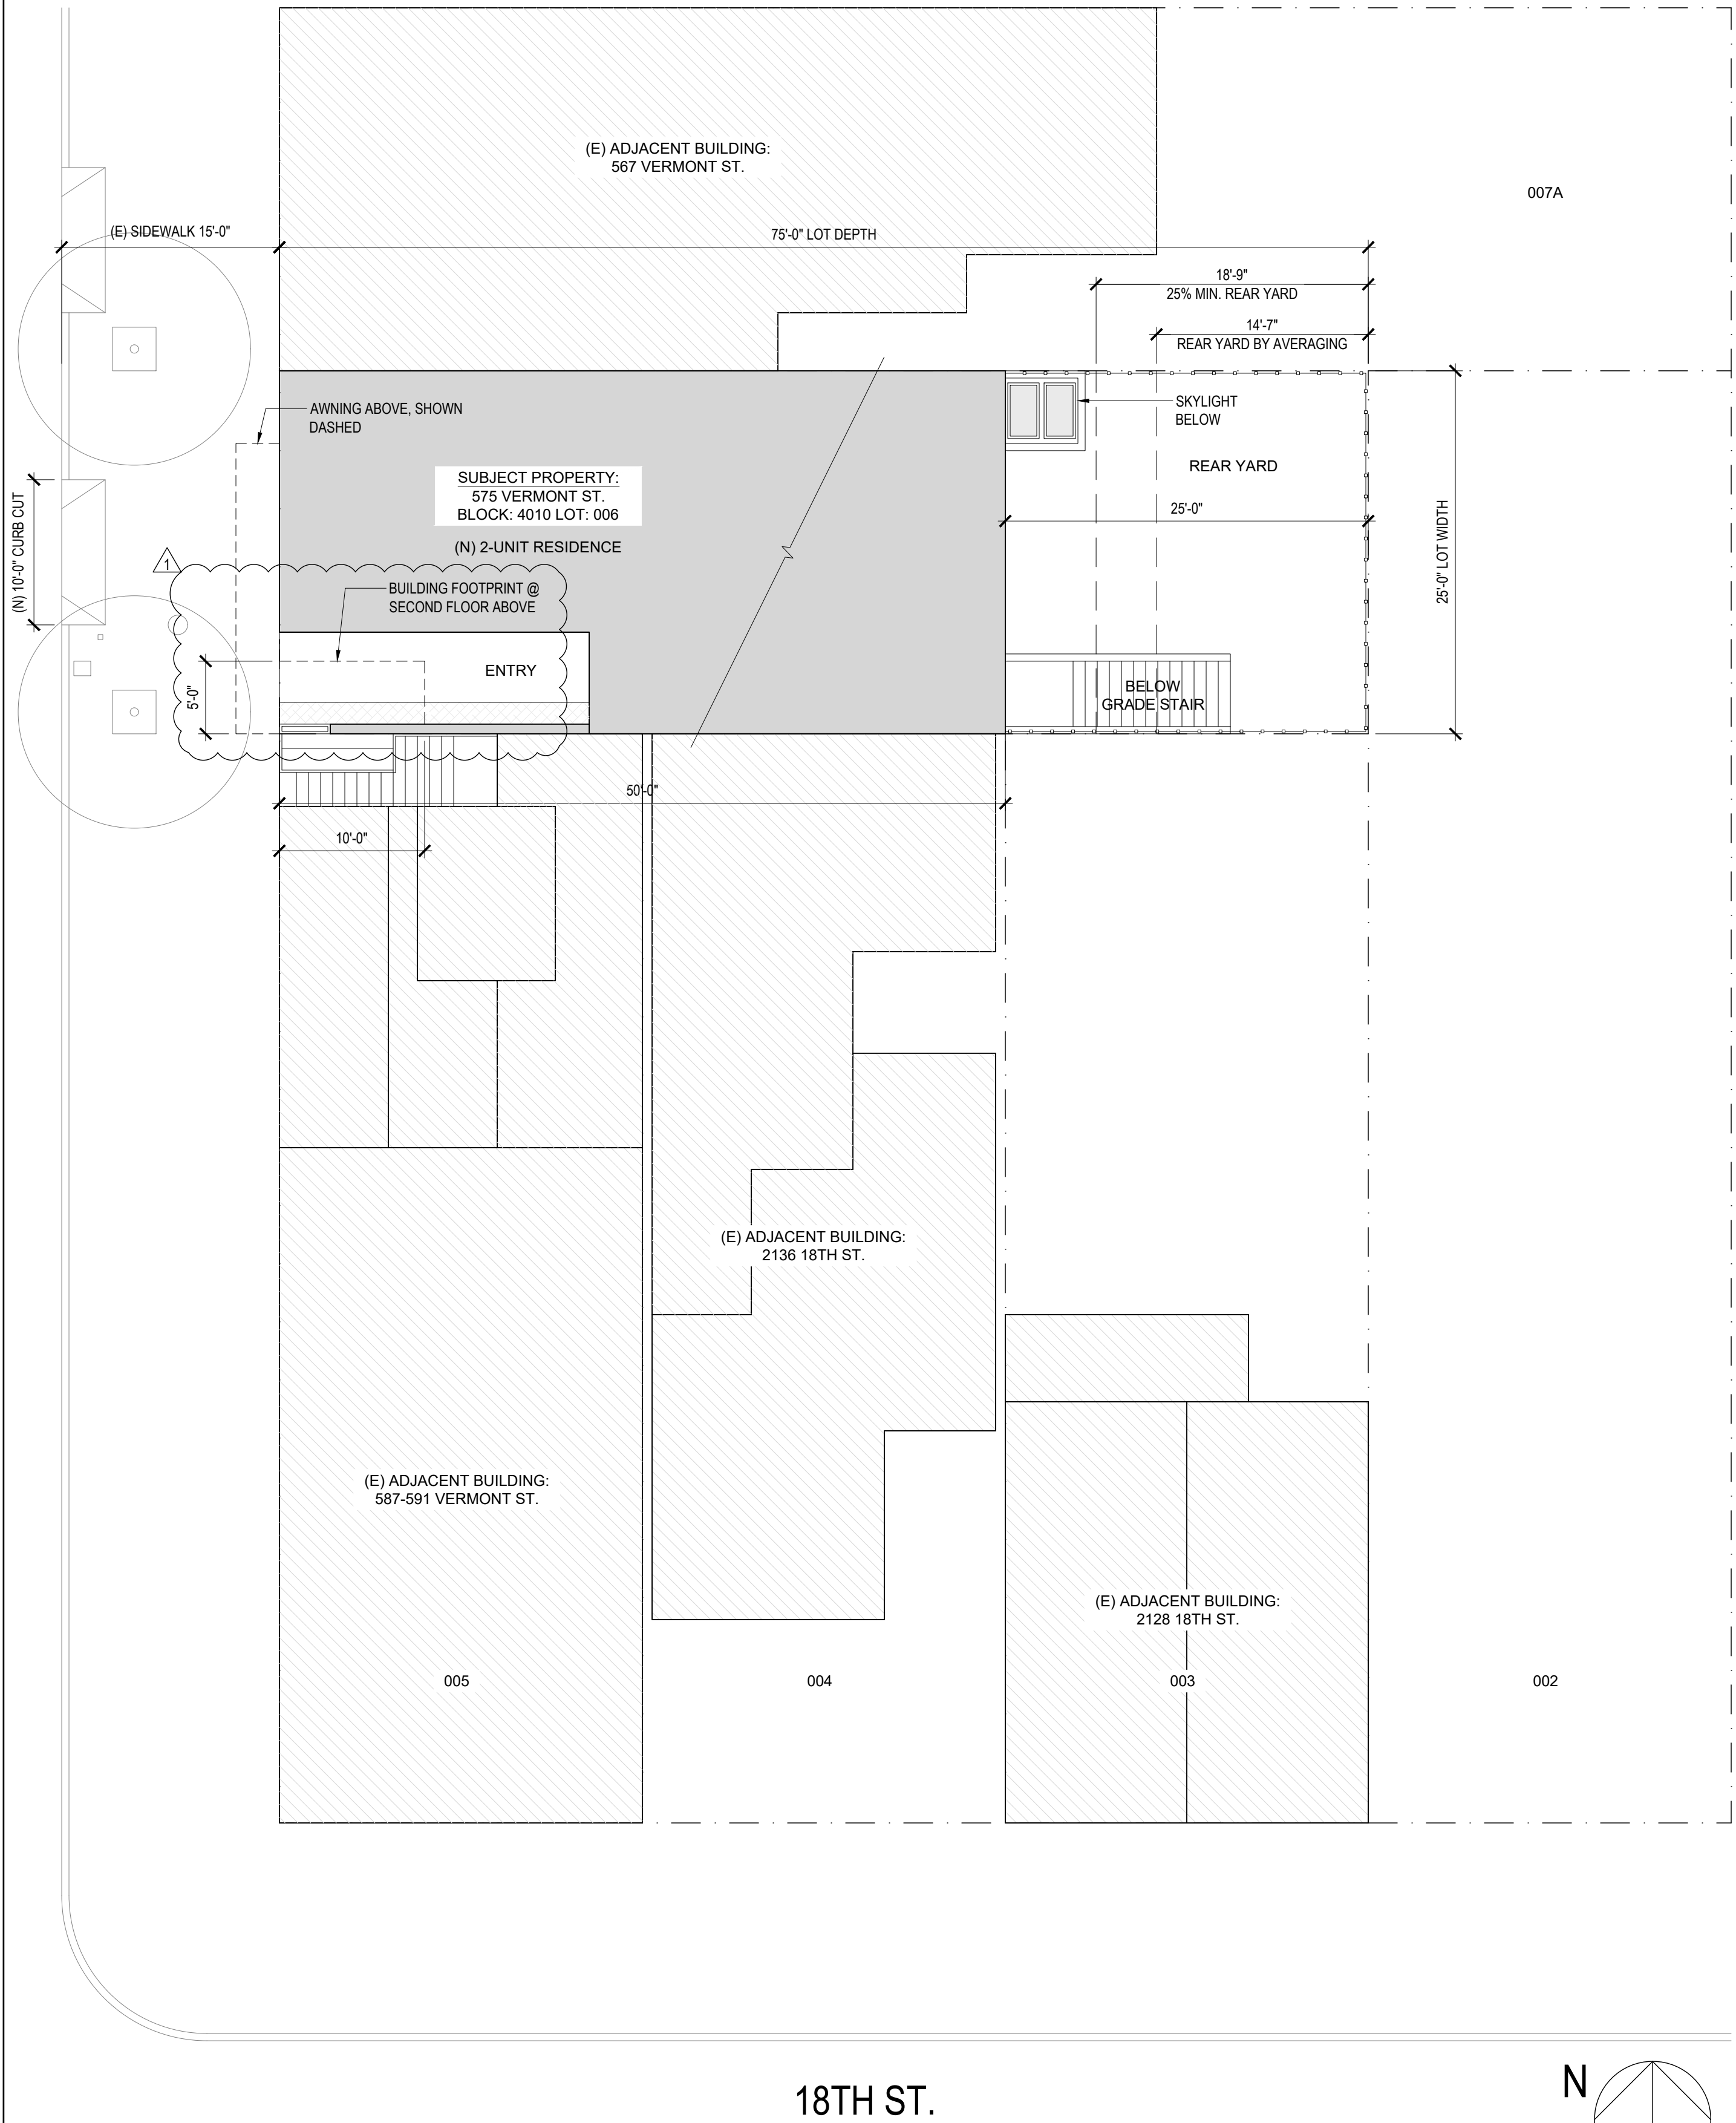 (E) ADJACENT BUILDING:
567 VERMONT ST.
007A
(E) SIDEWALK 15'-0"
75'-0" LOT DEPTH
18'-9"
25% MIN. REAR YARD
14'-7"
REAR YARD BY AVERAGING
AWNING ABOVE, SHOWN
DASHED
SKYLIGHT
BELOW
REAR YARD
SUBJECT PROPERTY:
575 VERMONT ST.
BLOCK: 4010 LOT: 006
(N) 2-UNIT RESIDENCE
25'-0"
25'-0" LOT WIDTH
(N) 10'-0" CURB CUT
1
BUILDING FOOTPRINT @
SECOND FLOOR ABOVE
ENTRY
5'-0"
BELOW
GRADE STAIR
50'-0"
10'-0"
(E) ADJACENT BUILDING:
2136 18TH ST.
(E) ADJACENT BUILDING:
587-591 VERMONT ST.
(E) ADJACENT BUILDING:
2128 18TH ST.
005
004
003
002
18TH ST.
N